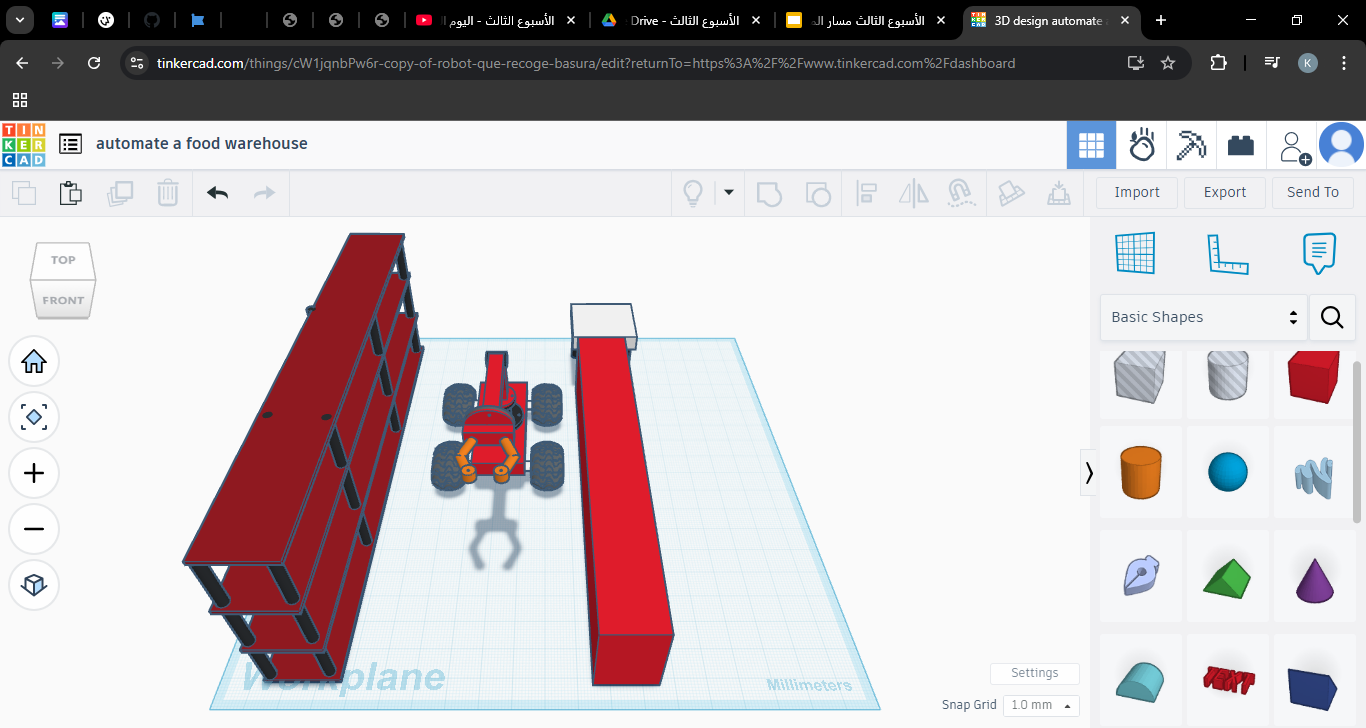 الأسبوع الثالث - اليوم ال
الأسبوع الثالث - Drive
الأسبوع الثالث مسار الم
3D design automate a
K
tinkercad.com/things/cW1jqnbPw6r-copy-of-robot-que-recoge-basura/edit?returnTo=https%3A%2F%2Fwww.tinkercad.com%2Fdashboard
TIN
KER
CAD
automate a food warehouse
Import
Export
Send To
TOP
FRONT
Basic Shapes
TEXT
Workplane
Millimeters
Settings
Snap Grid
1.0 mm